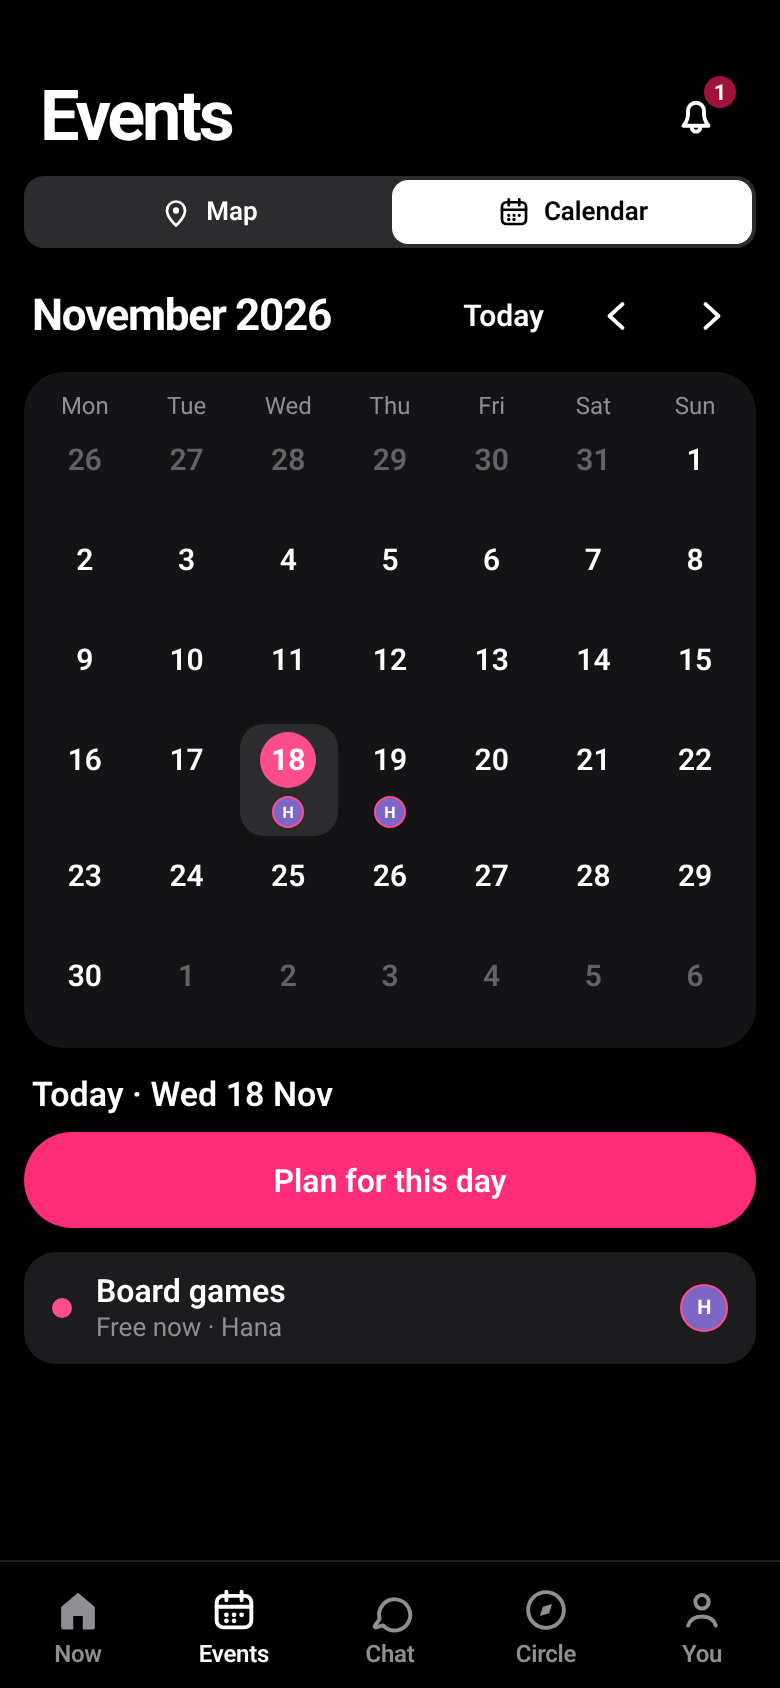 Events
1
Map
Calendar
November 2026
Today
Mon Tue Wed Thu Fri Sat Sun
26 27 28 29 30 31 1
2 3 4 5 6 7 8
9 10 11 12 13 14 15
16 17 18 19 20 21 22
H H
23 24 25 26 27 28 29
30 1 2 3 4 5 6
Today · Wed 18 Nov
Plan for this day
Board games
Free now · Hana
H
Now Events Chat Circle You